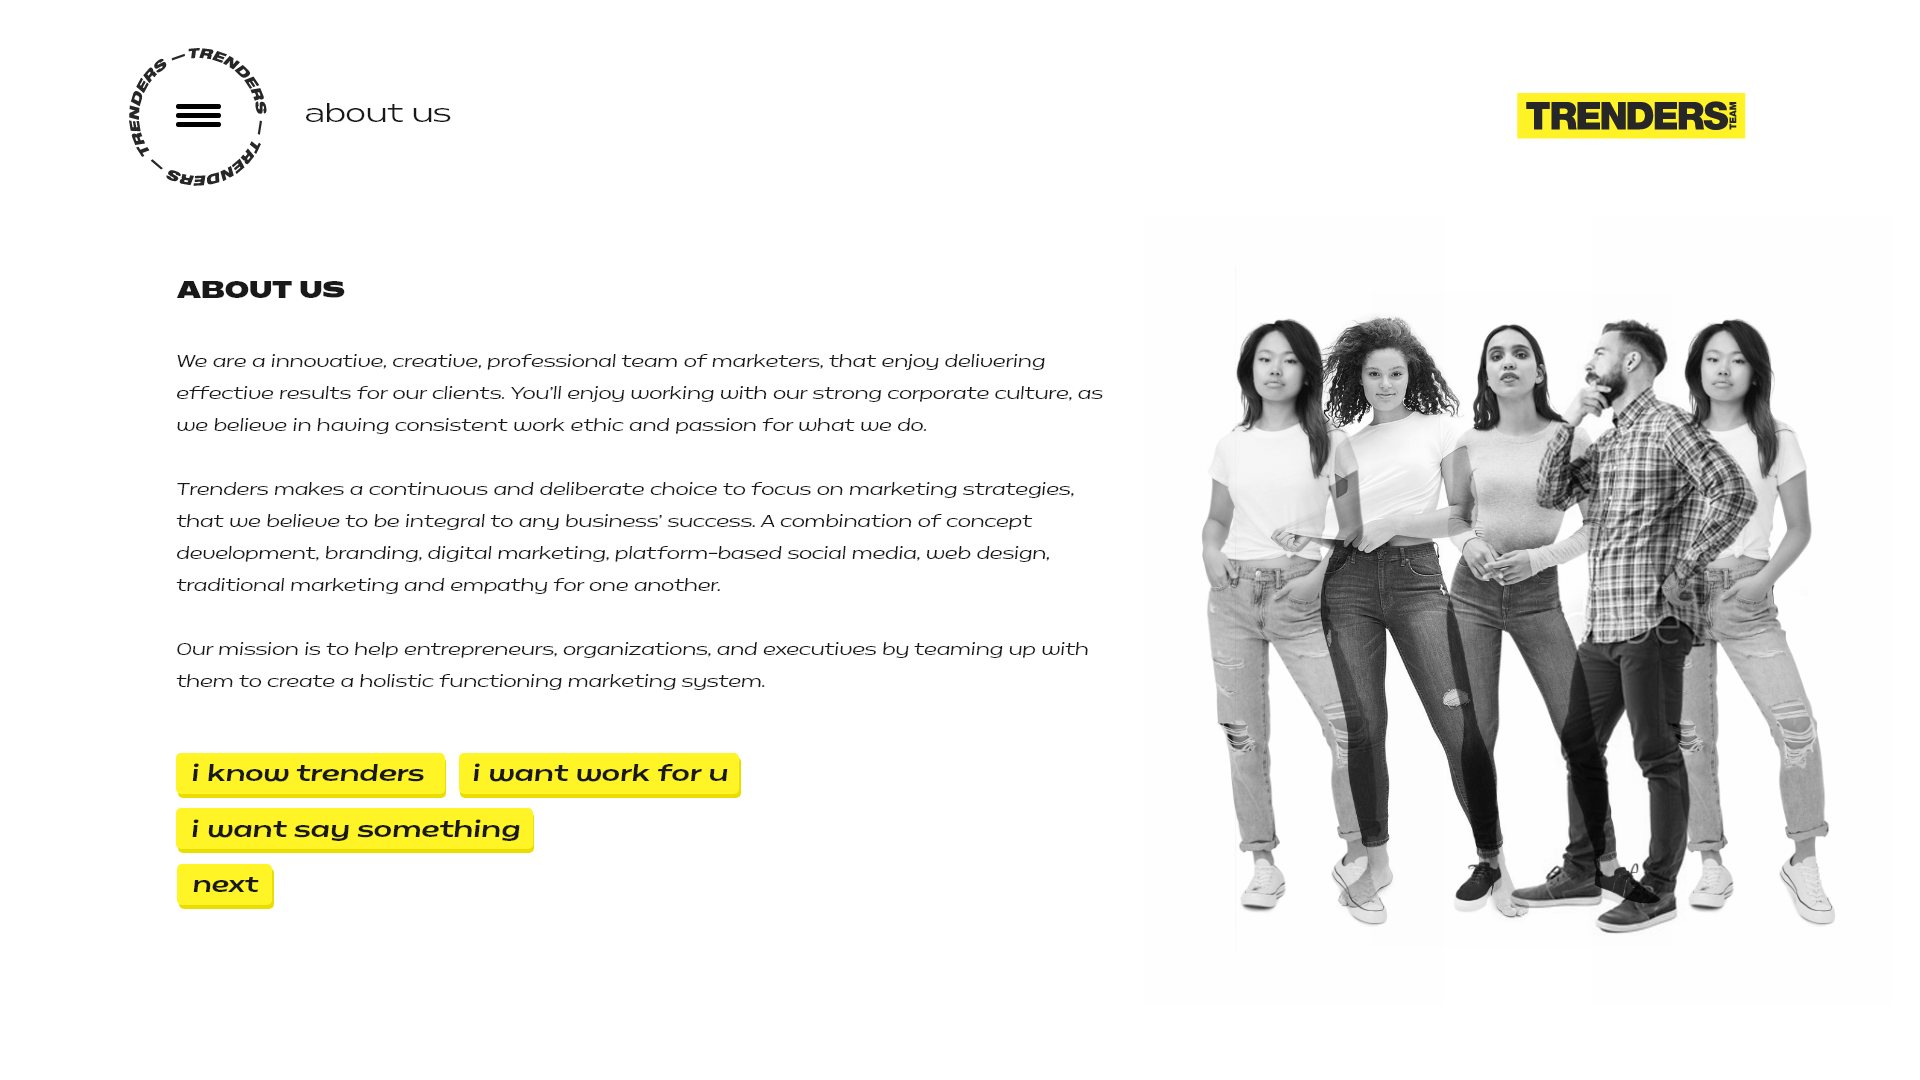 TRENDERS — TRENDERS — TRENDERS —
about us
TRENDERS TEAM
ABOUT US
We are a innovative, creative, professional team of marketers, that enjoy delivering
effective results for our clients. You'll enjoy working with our strong corporate culture, as
we believe in having consistent work ethic and passion for what we do.
Trenders makes a continuous and deliberate choice to focus on marketing strategies,
that we believe to be integral to any business' success. A combination of concept
development, branding, digital marketing, platform-based social media, web design,
traditional marketing and empathy for one another.
Our mission is to help entrepreneurs, organizations, and executives by teaming up with
them to create a holistic functioning marketing system.
i know trenders
i want work for u
i want say something
next